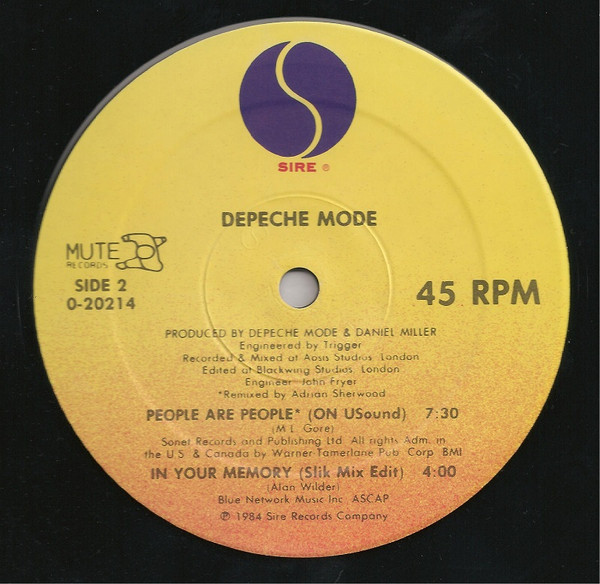 SIRE ®
DEPECHE MODE
MUTE
RECORDS
SIDE 2
0-20214
45 RPM
PRODUCED BY DEPECHE MODE & DANIEL MILLER
Engineered by Trigger
Recorded & Mixed at Aosis Studios, London
Edited at Blackwing Studios, London
Engineer John Fryer
*Remixed by Adrian Sherwood
PEOPLE ARE PEOPLE* (ON USound) 7:30
(M.L. Gore)
Sonet Records and Publishing Ltd. All rights Adm. in
the U.S. & Canada by Warner-Tamerlane Pub. Corp. BMI
IN YOUR MEMORY (Slik Mix Edit) 4:00
(Alan Wilder)
Blue Network Music Inc. ASCAP
℗ 1984 Sire Records Company